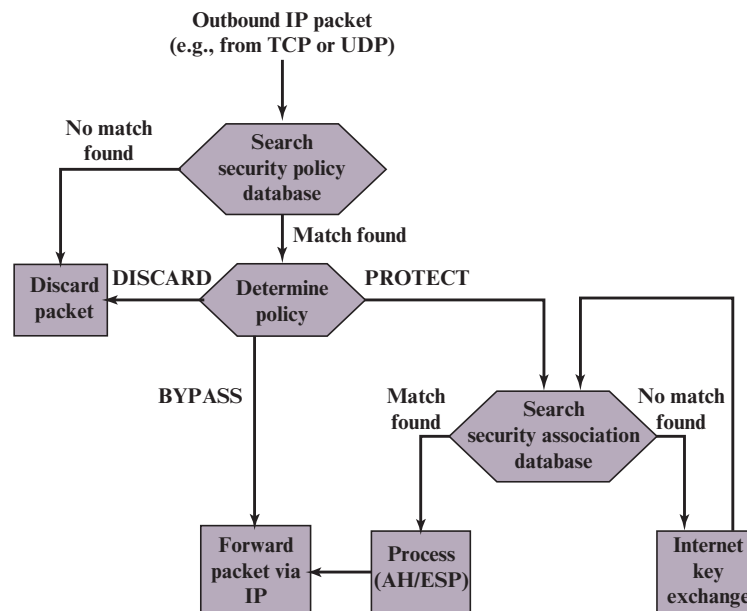 Outbound IP packet
(e.g., from TCP or UDP)
No match
found
Search
security policy
database
Match found
Discard
packet
DISCARD
Determine
policy
PROTECT
BYPASS
Match
found
Search
security association
database
No match
found
Forward
packet via
IP
Process
(AH/ESP)
Internet
key
exchange